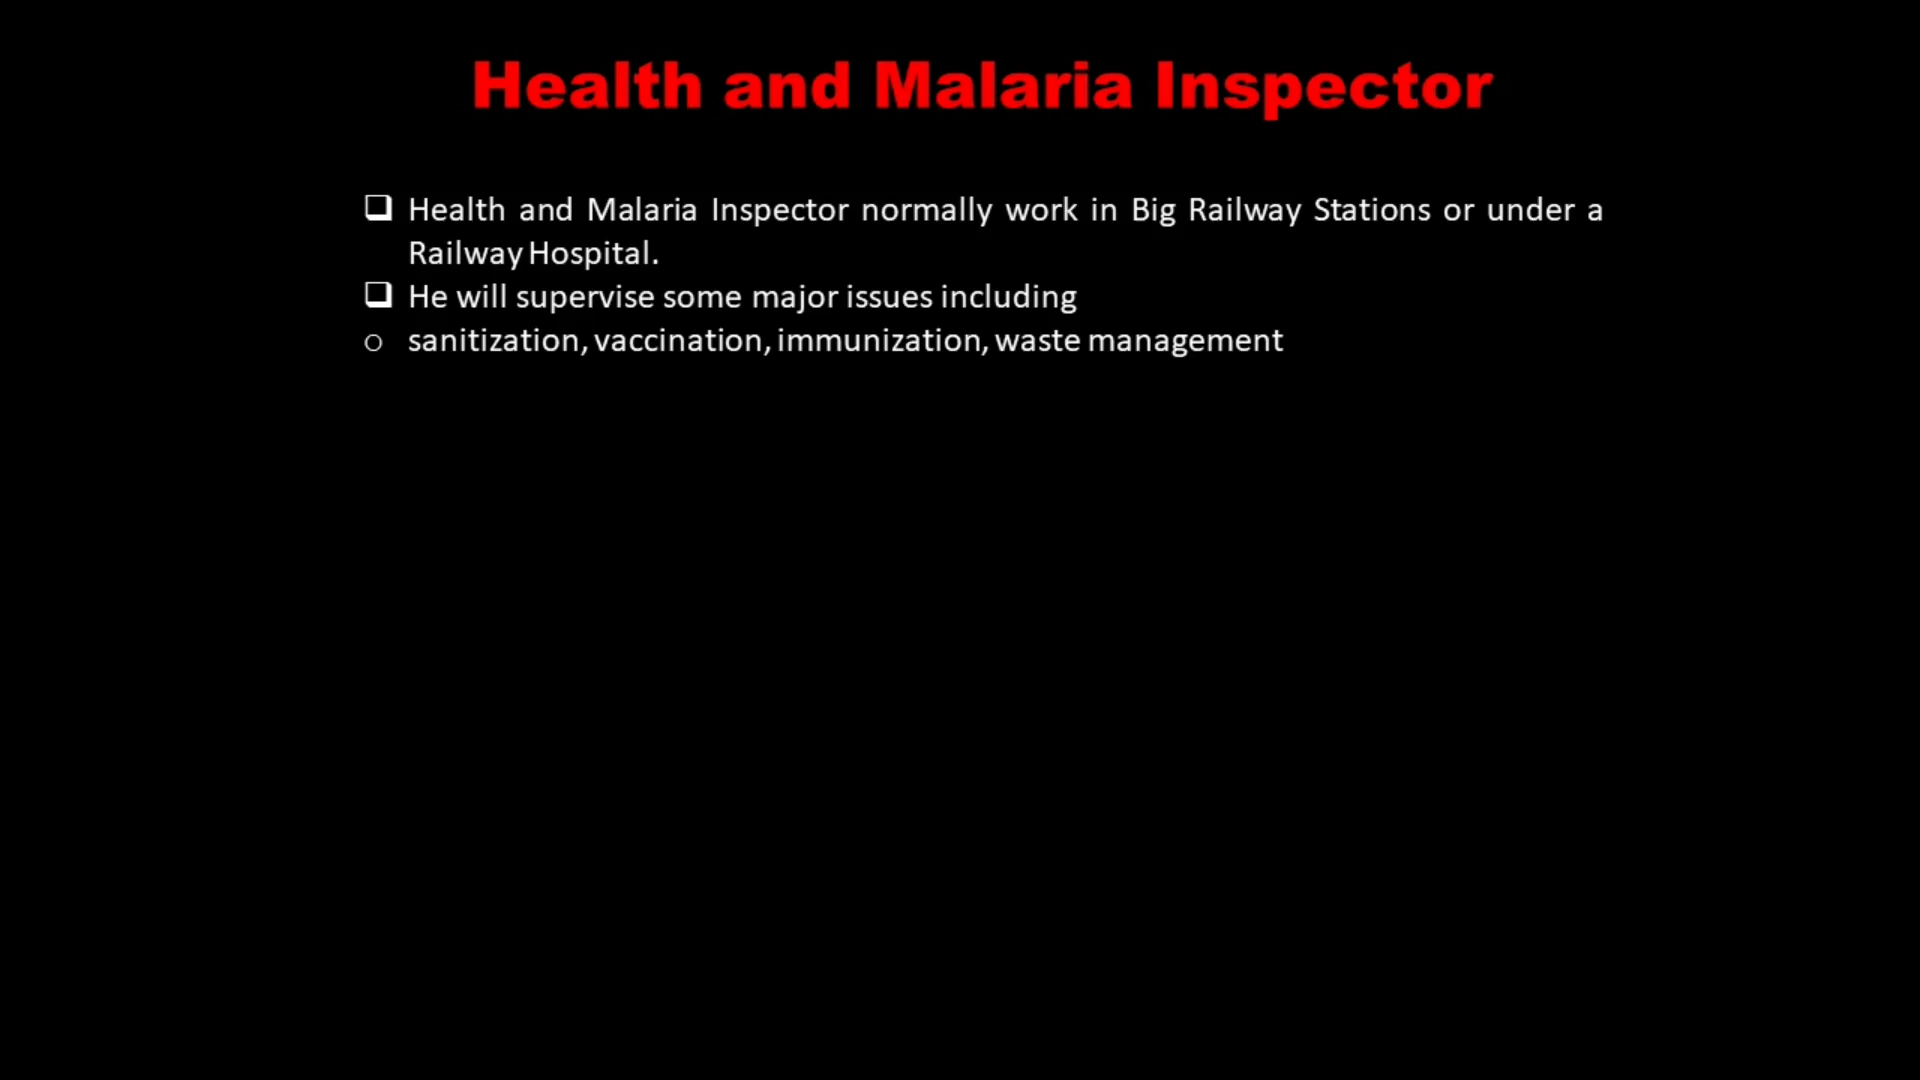 Health and Malaria Inspector
❑ Health and Malaria Inspector normally work in Big Railway Stations or under a
Railway Hospital.
❑ He will supervise some major issues including
o sanitization, vaccination, immunization, waste management